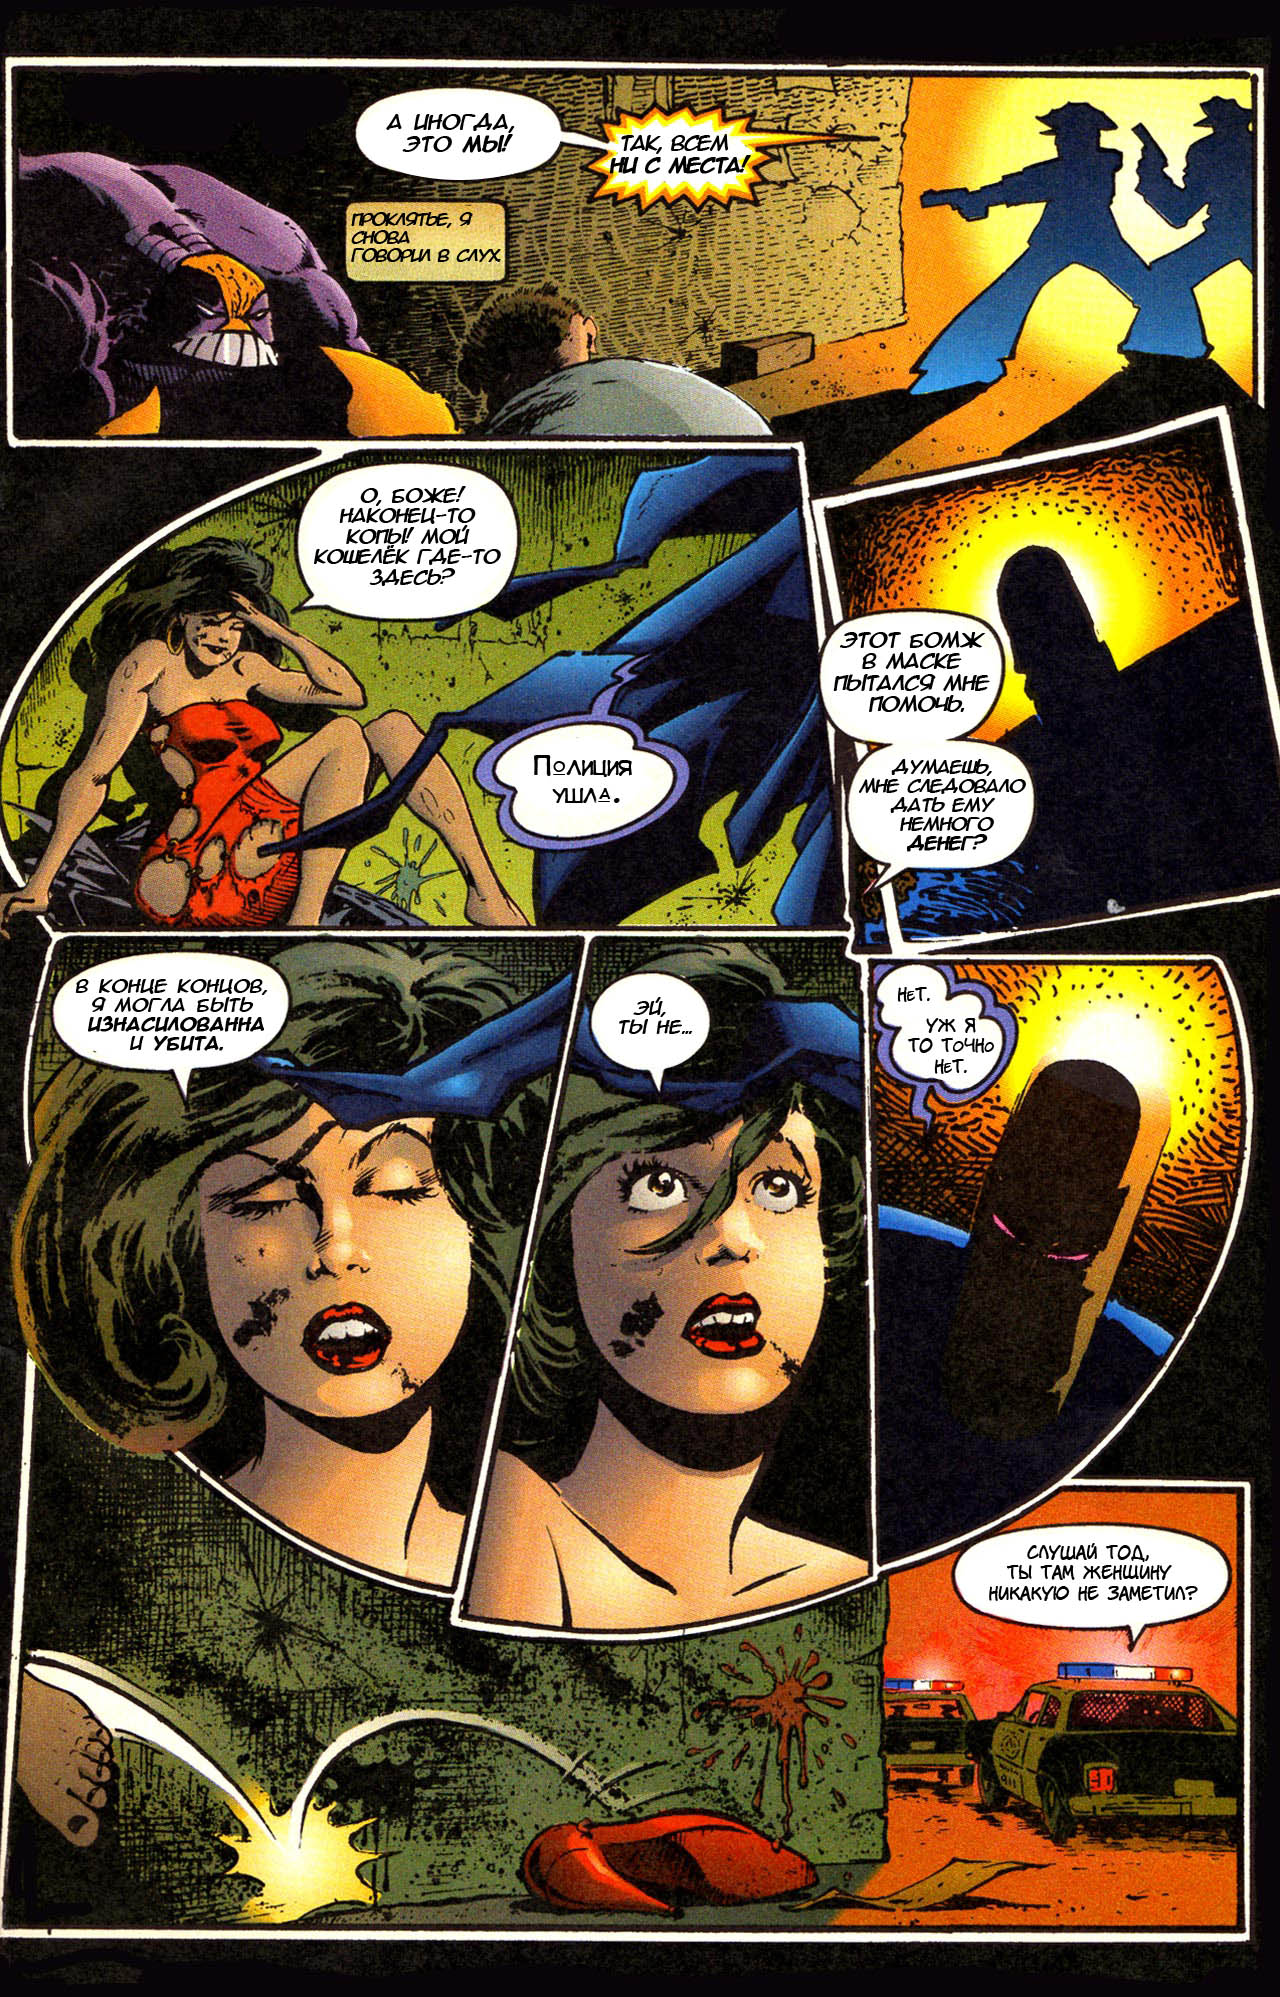 А ИНОГДА,
ЭТО МЫ!
ТАК, ВСЕМ
НИ С МЕСТА!
ПРОКЛЯТЬЕ, Я
СНОВА
ГОВОРИЛ В СЛУХ.
О, БОЖЕ!
НАКОНЕЦ-ТО
КОПЫ! МОЙ
КОШЕЛЁК ГДЕ-ТО
ЗДЕСЬ?
ПОЛИЦИЯ
УШЛА.
ЭТОТ БОМЖ
В МАСКЕ
ПЫТАЛСЯ МНЕ
ПОМОЧЬ.
ДУМАЕШЬ,
МНЕ СЛЕДОВАЛО
ДАТЬ ЕМУ
НЕМНОГО
ДЕНЕГ?
В КОНЦЕ КОНЦОВ,
Я МОГЛА БЫТЬ
ИЗНАСИЛОВАННА
И УБИТА.
ЭЙ,
ТЫ НЕ...
НЕТ.
УЖ Я
ТО ТОЧНО
НЕТ.
СЛУШАЙ ТОД,
ТЫ ТАМ ЖЕНЩИНУ
НИКАКУЮ НЕ ЗАМЕТИЛ?